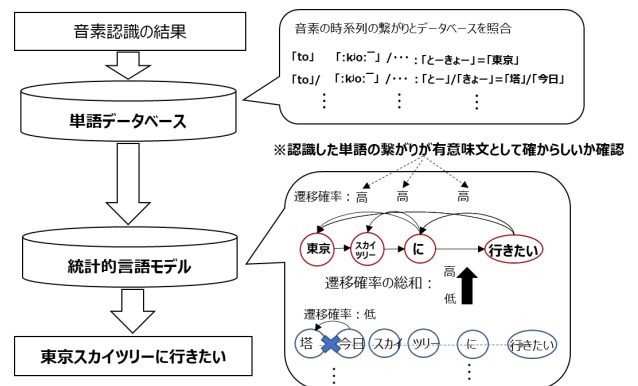 音素認識の結果
単語データベース
統計的言語モデル
東京スカイツリーに行きたい
音素の時系列の繋がりとデータベースを照合
「to」 「:kjo:￣」 /・・・ :「とーきょー」=「東京」
「to」/ 「:kjo:￣」 /・・・ :「とー」/「きょー」=「塔」/「今日」
⋮ ⋮ ⋮
※認識した単語の繋がりが有意味文として確からしいか確認
遷移確率：高 高 高
東京 スカイ に 行きたい
ツリー
遷移確率の総和： 高
低
遷移確率：低
塔 今日 スカイ ツリー に 行きたい
⋮ ⋮